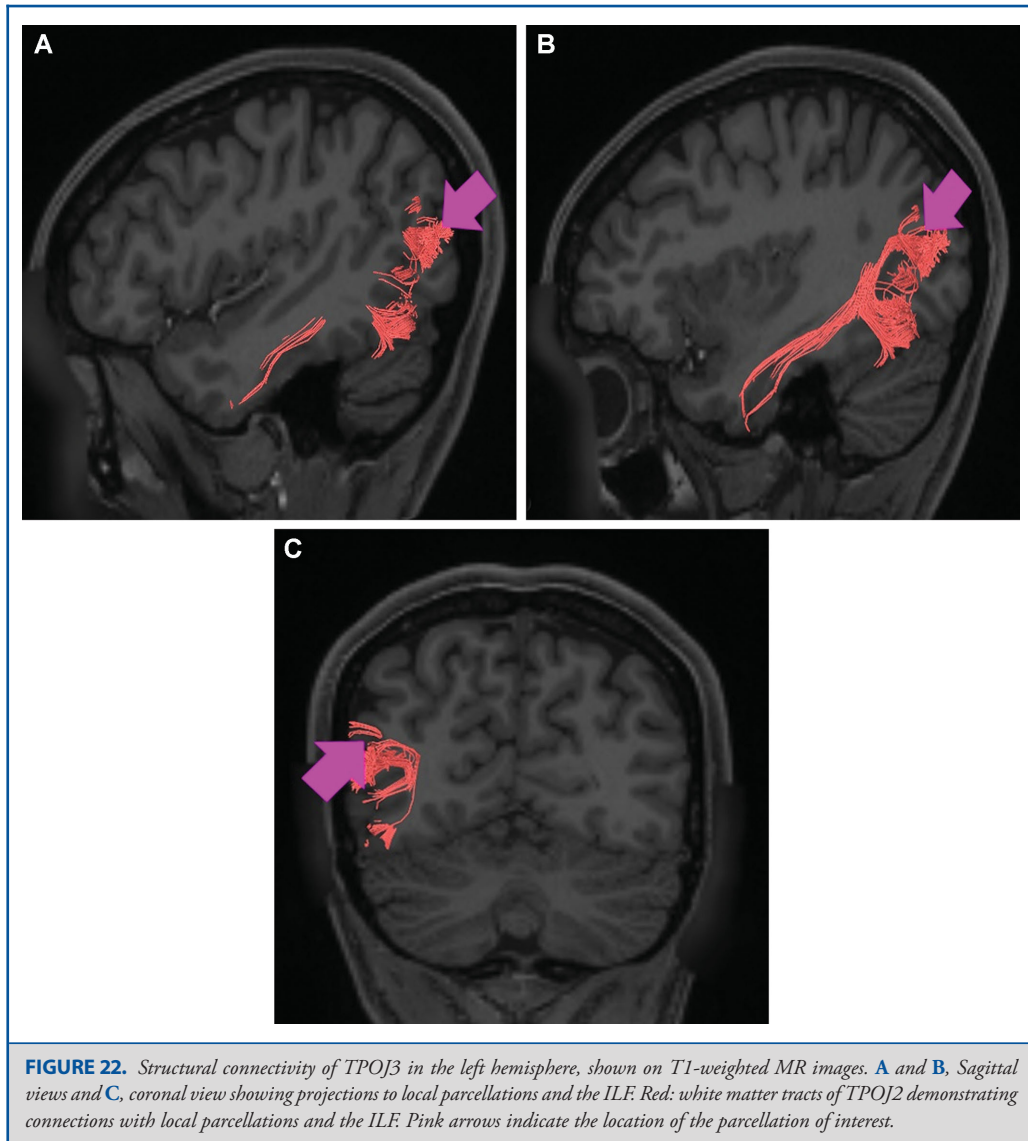 A
B
C
FIGURE 22. Structural connectivity of TPOJ3 in the left hemisphere, shown on T1-weighted MR images. A and B, Sagittal
views and C, coronal view showing projections to local parcellations and the ILF. Red: white matter tracts of TPOJ2 demonstrating
connections with local parcellations and the ILF. Pink arrows indicate the location of the parcellation of interest.